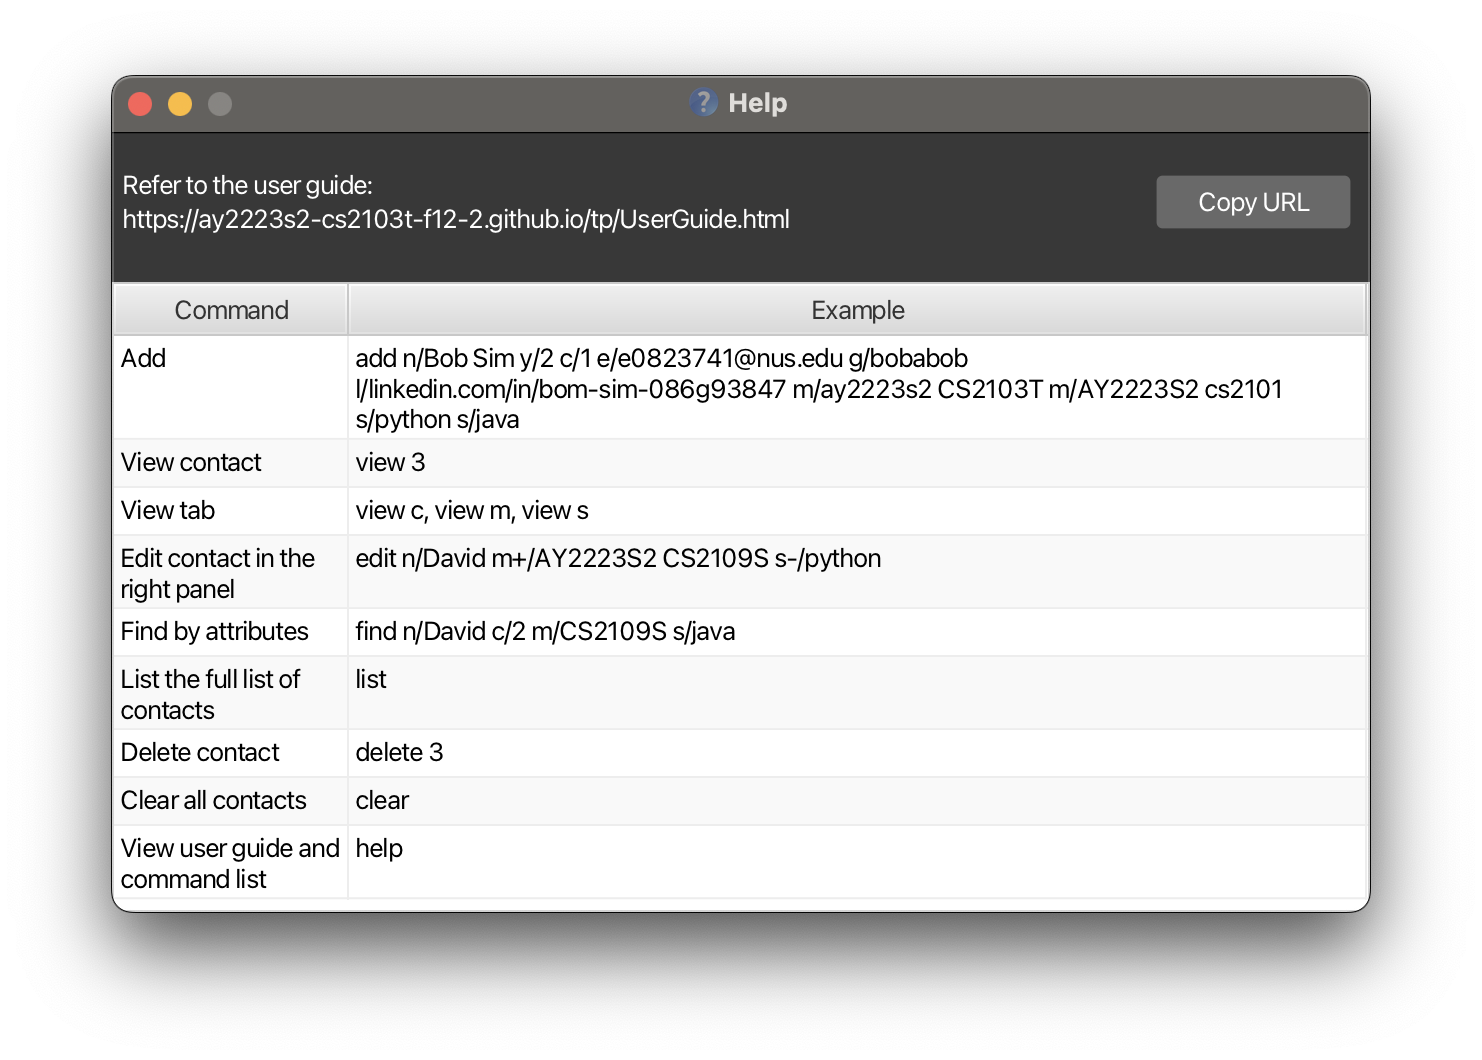 Help
Refer to the user guide:
https://ay2223s2-cs2103t-f12-2.github.io/tp/UserGuide.html
Copy URL
Command Example
Add add n/Bob Sim y/2 c/1 e/e0823741@nus.edu g/bobabob
l/linkedin.com/in/bom-sim-086g93847 m/ay2223s2 CS2103T m/AY2223S2 cs2101
s/python s/java
View contact view 3
View tab view c, view m, view s
Edit contact in the edit n/David m+/AY2223S2 CS2109S s-/python
right panel
Find by attributes find n/David c/2 m/CS2109S s/java
List the full list of list
contacts
Delete contact delete 3
Clear all contacts clear
View user guide and help
command list